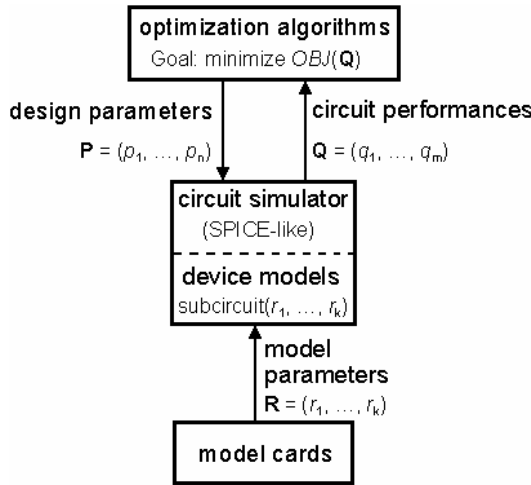 optimization algorithms
Goal: minimize OBJ(Q)
design parameters
P = (p₁, ..., pₙ)
circuit performances
Q = (q₁, ..., qₘ)
circuit simulator
(SPICE-like)
device models
subcircuit(r₁, ..., rₖ)
model
parameters
R = (r₁, ..., rₖ)
model cards